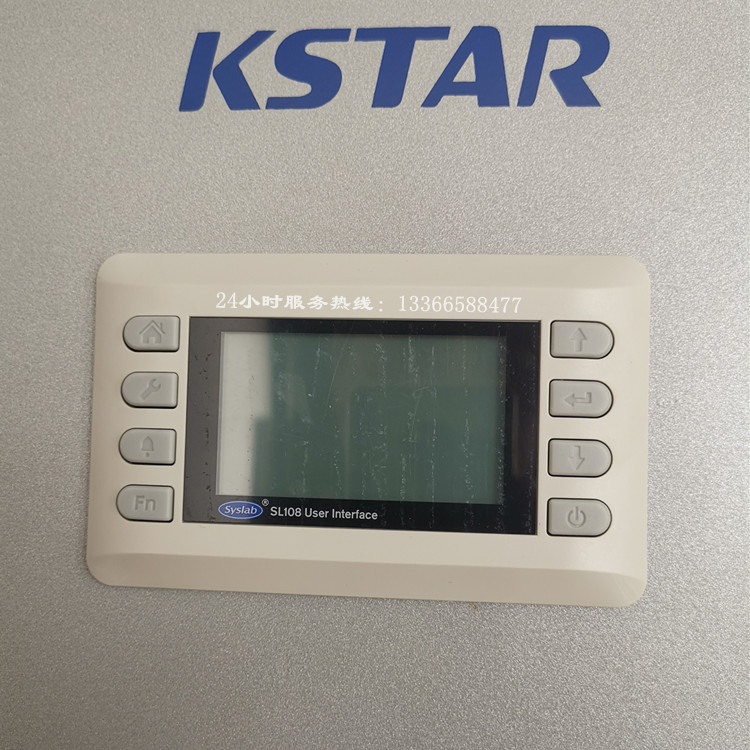 KSTAR
24小时服务热线：13366588477
Fn
Syslab® SL108 User Interface